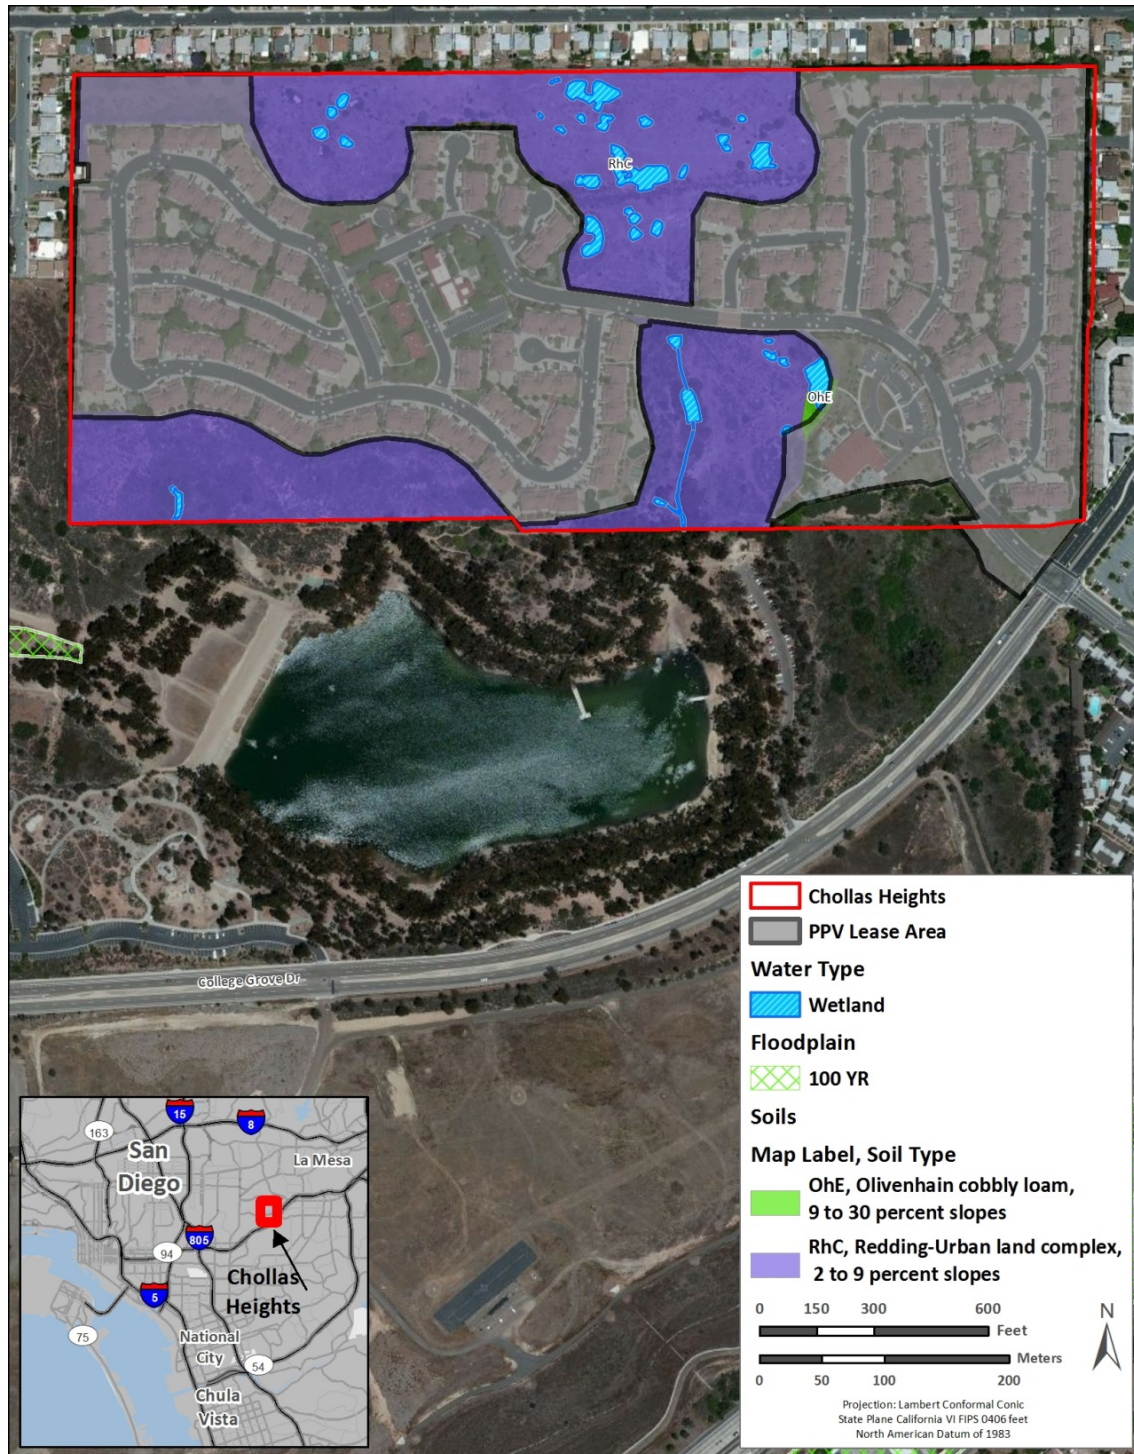 RhC
OhE
College Grove Dr
Chollas Heights
PPV Lease Area
Water Type
Wetland
Floodplain
100 YR
Soils
Map Label, Soil Type
OhE, Olivenhain cobbly loam,
9 to 30 percent slopes
RhC, Redding-Urban land complex,
2 to 9 percent slopes
0 150 300 600
Feet
Meters
0 50 100 200
N
Projection: Lambert Conformal Conic
State Plane California VI FIPS 0406 feet
North American Datum of 1983
15
8
163
San
Diego
La Mesa
805
94
Chollas
Heights
5
75
National
City
54
Chula
Vista